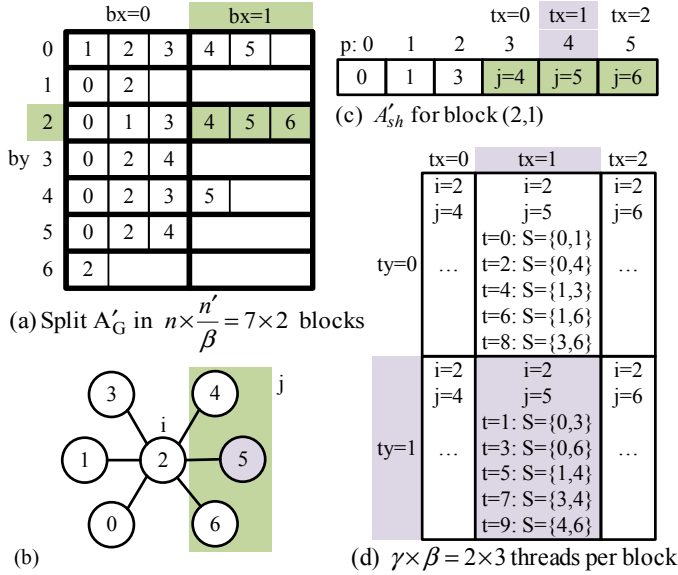 bx=0 bx=1
0 1 2 3 4 5
1 0 2
2 0 1 3 4 5 6
by 3 0 2 4
4 0 2 3 5
5 0 2 4
6 2
(a) Split A'_G in n × n'/β = 7 × 2 blocks
3 4 j
i
1 2 5
0 6
(b)
tx=0 tx=1 tx=2
p: 0 1 2 3 4 5
0 1 3 j=4 j=5 j=6
(c) A'_sh for block (2,1)
tx=0 tx=1 tx=2
i=2 i=2 i=2
j=4 j=5 j=6
t=0: S={0,1}
ty=0 … t=2: S={0,4} …
t=4: S={1,3}
t=6: S={1,6}
t=8: S={3,6}
i=2 i=2 i=2
j=4 j=5 j=6
t=1: S={0,3}
ty=1 … t=3: S={0,6} …
t=5: S={1,4}
t=7: S={3,4}
t=9: S={4,6}
(d) γ × β = 2 × 3 threads per block